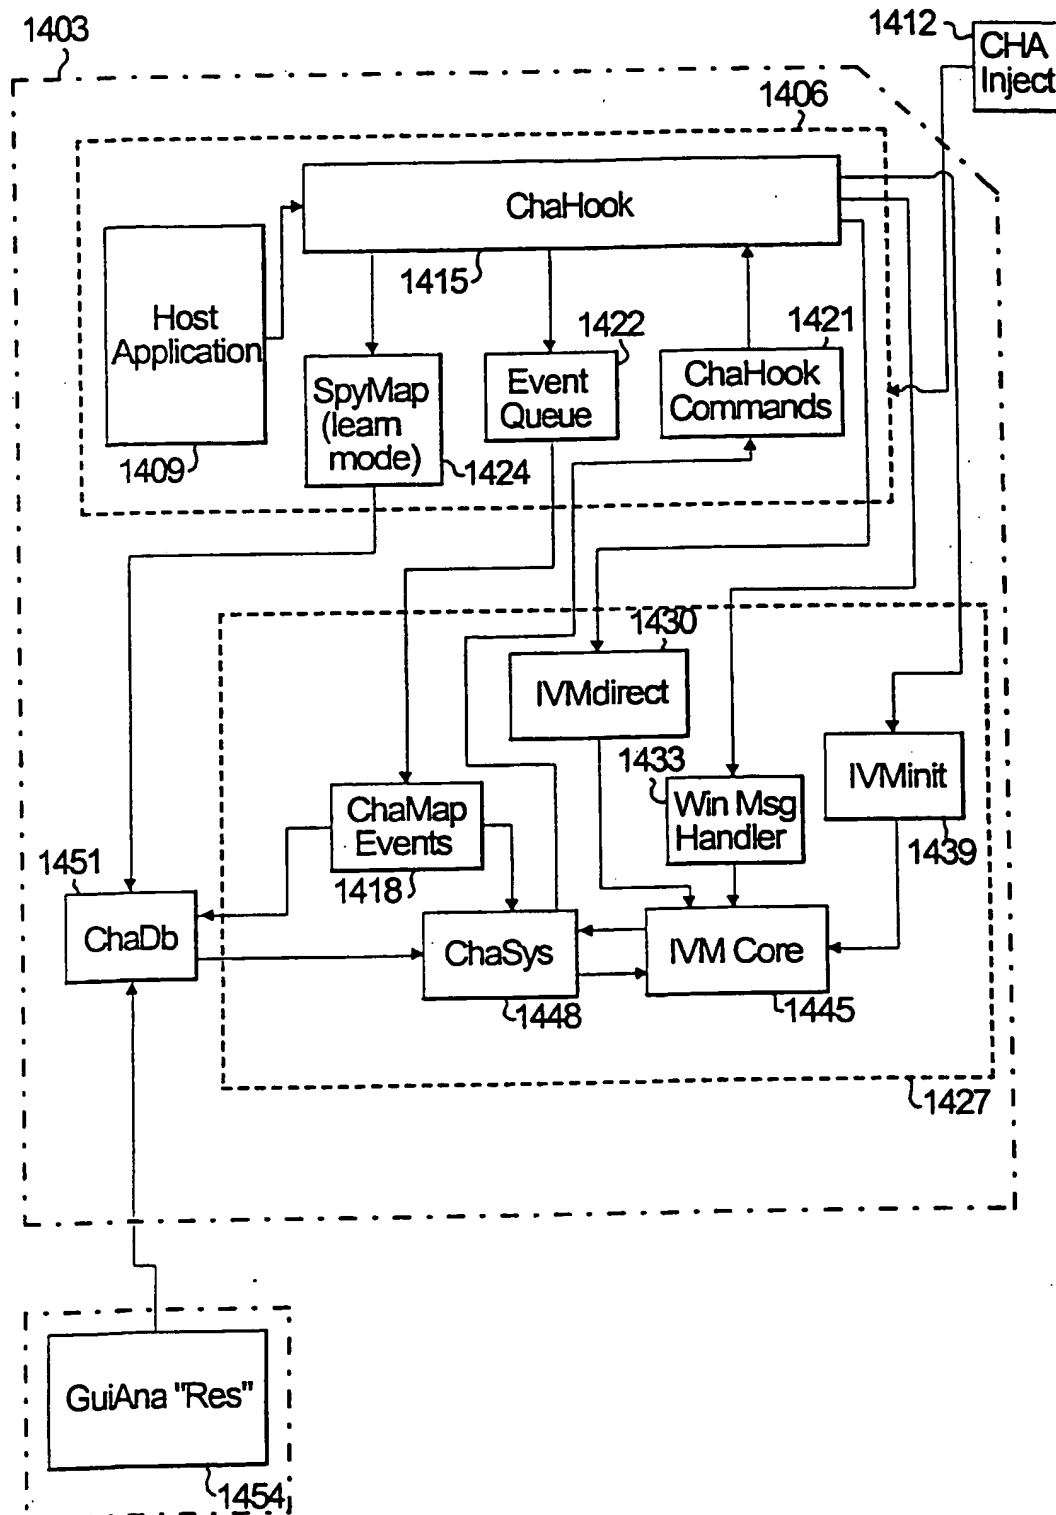 1403
1412
CHA
Inject
1406
ChaHook
1415
Host
Application
1409
1422
1421
SpyMap
(learn
mode)
1424
Event
Queue
ChaHook
Commands
1430
IVMdirect
1433
Win Msg
Handler
IVMinit
1439
ChaMap
Events
1418
1451
ChaDb
ChaSys
1448
IVM Core
1445
1427
GuiAna "Res"
1454